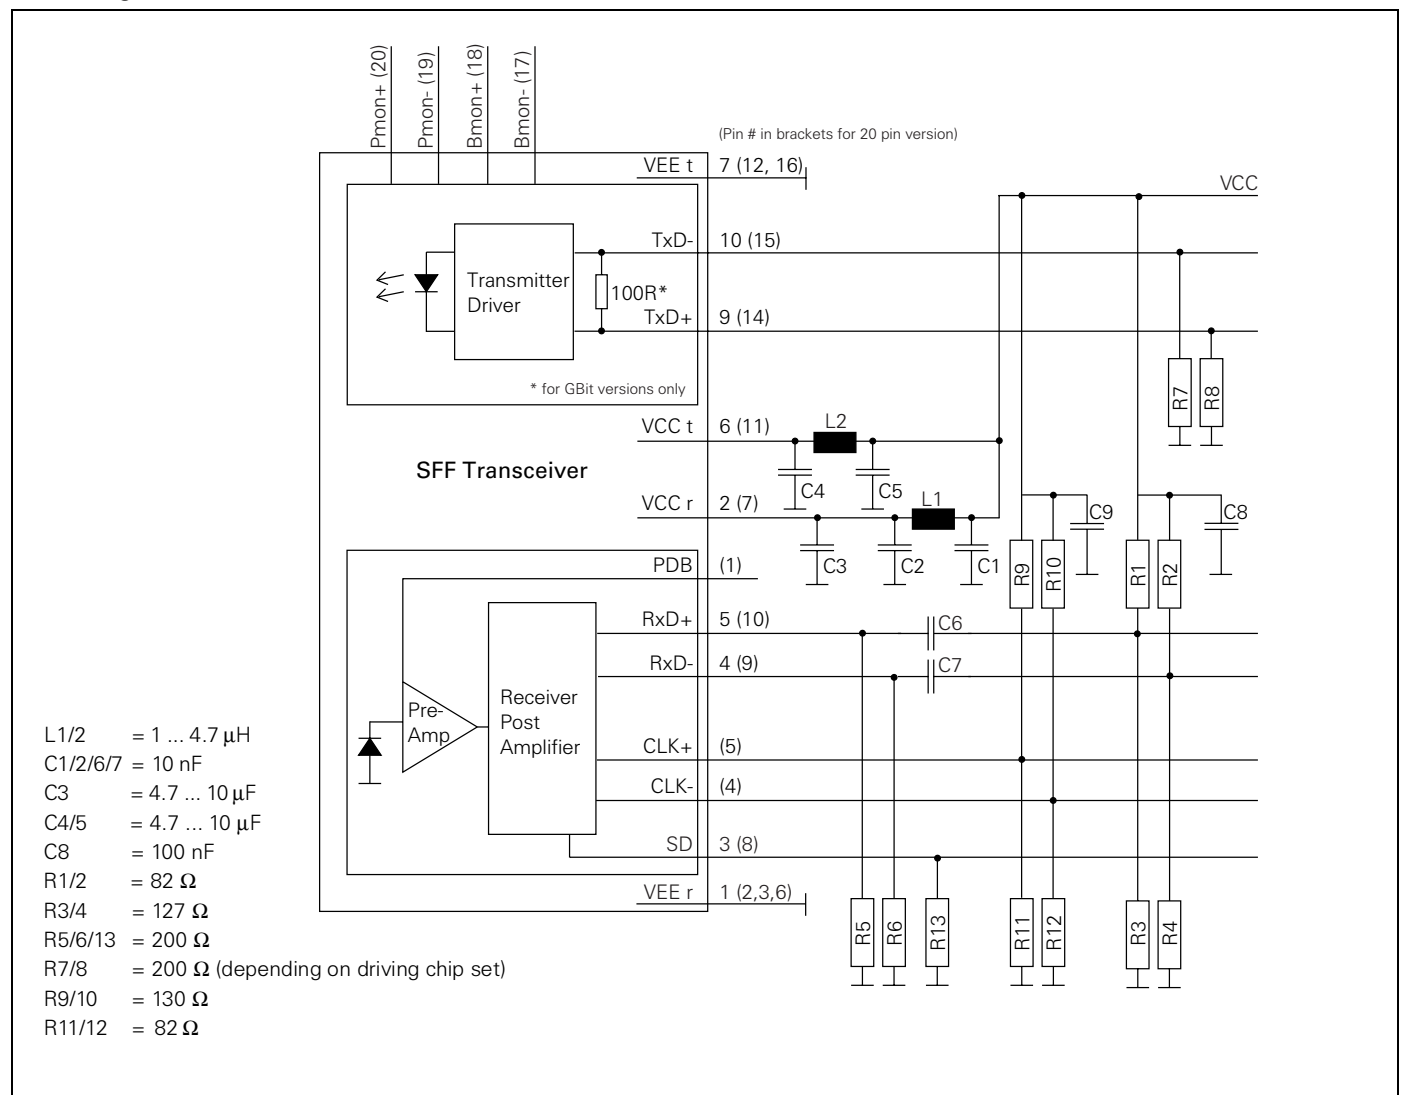 Pmon+ (20)
Pmon- (19)
Bmon+ (18)
Bmon- (17)
(Pin # in brackets for 20 pin version)
VEE t 7 (12, 16)
VCC
TxD- 10 (15)
Transmitter
Driver
100R*
TxD+ 9 (14)
* for GBit versions only
R7
R8
VCC t 6 (11)
L2
SFF Transceiver
C4
C5
VCC r 2 (7)
L1
C9
C8
C3
C2
C1
R9
R10
R1
R2
PDB (1)
RxD+ 5 (10)
C6
RxD- 4 (9)
C7
Pre-
Amp
Receiver
Post
Amplifier
CLK+ (5)
CLK- (4)
SD 3 (8)
VEE r 1 (2,3,6)
R5
R6
R13
R11
R12
R3
R4
L1/2 = 1 ... 4.7 μH
C1/2/6/7 = 10 nF
C3 = 4.7 ... 10 μF
C4/5 = 4.7 ... 10 μF
C8 = 100 nF
R1/2 = 82 Ω
R3/4 = 127 Ω
R5/6/13 = 200 Ω
R7/8 = 200 Ω (depending on driving chip set)
R9/10 = 130 Ω
R11/12 = 82 Ω